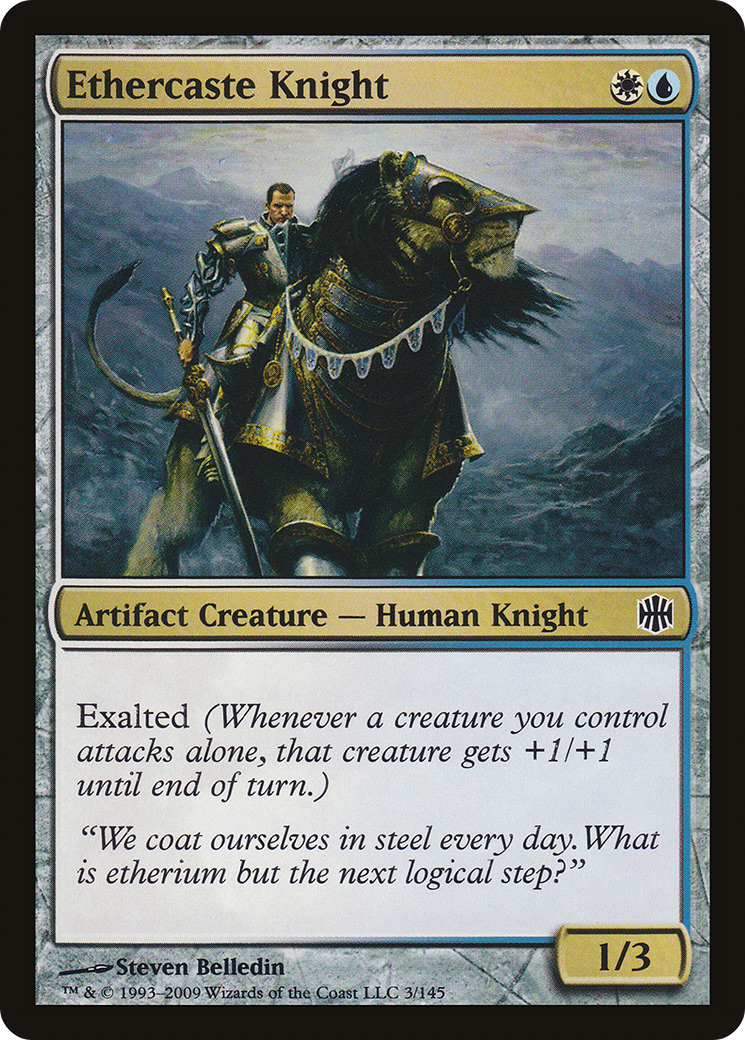 Ethercaste Knight
Artifact Creature — Human Knight
Exalted (Whenever a creature you control
attacks alone, that creature gets +1/+1
until end of turn.)
“We coat ourselves in steel every day. What
is etherium but the next logical step?”
1/3
Steven Belledin
™ & © 1993–2009 Wizards of the Coast LLC 3/145